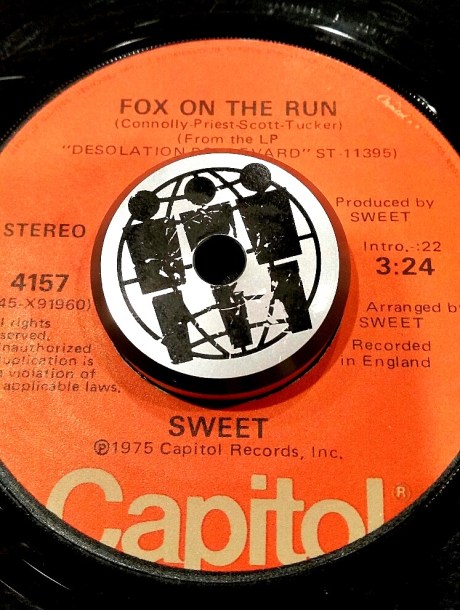 FOX ON THE RUN
(Connolly-Priest-Scott-Tucker)
(From the LP
"DESOLATION BOULEVARD" ST-11395)
STEREO
4157
45-X91960)
ll rights
served.
nauthorized
uplication is
violation of
applicable laws.
Produced by
SWEET
Intro.-:22
3:24
Arranged by
SWEET
Recorded
in England
SWEET
Ⓟ1975 Capitol Records, Inc.
Capitol®